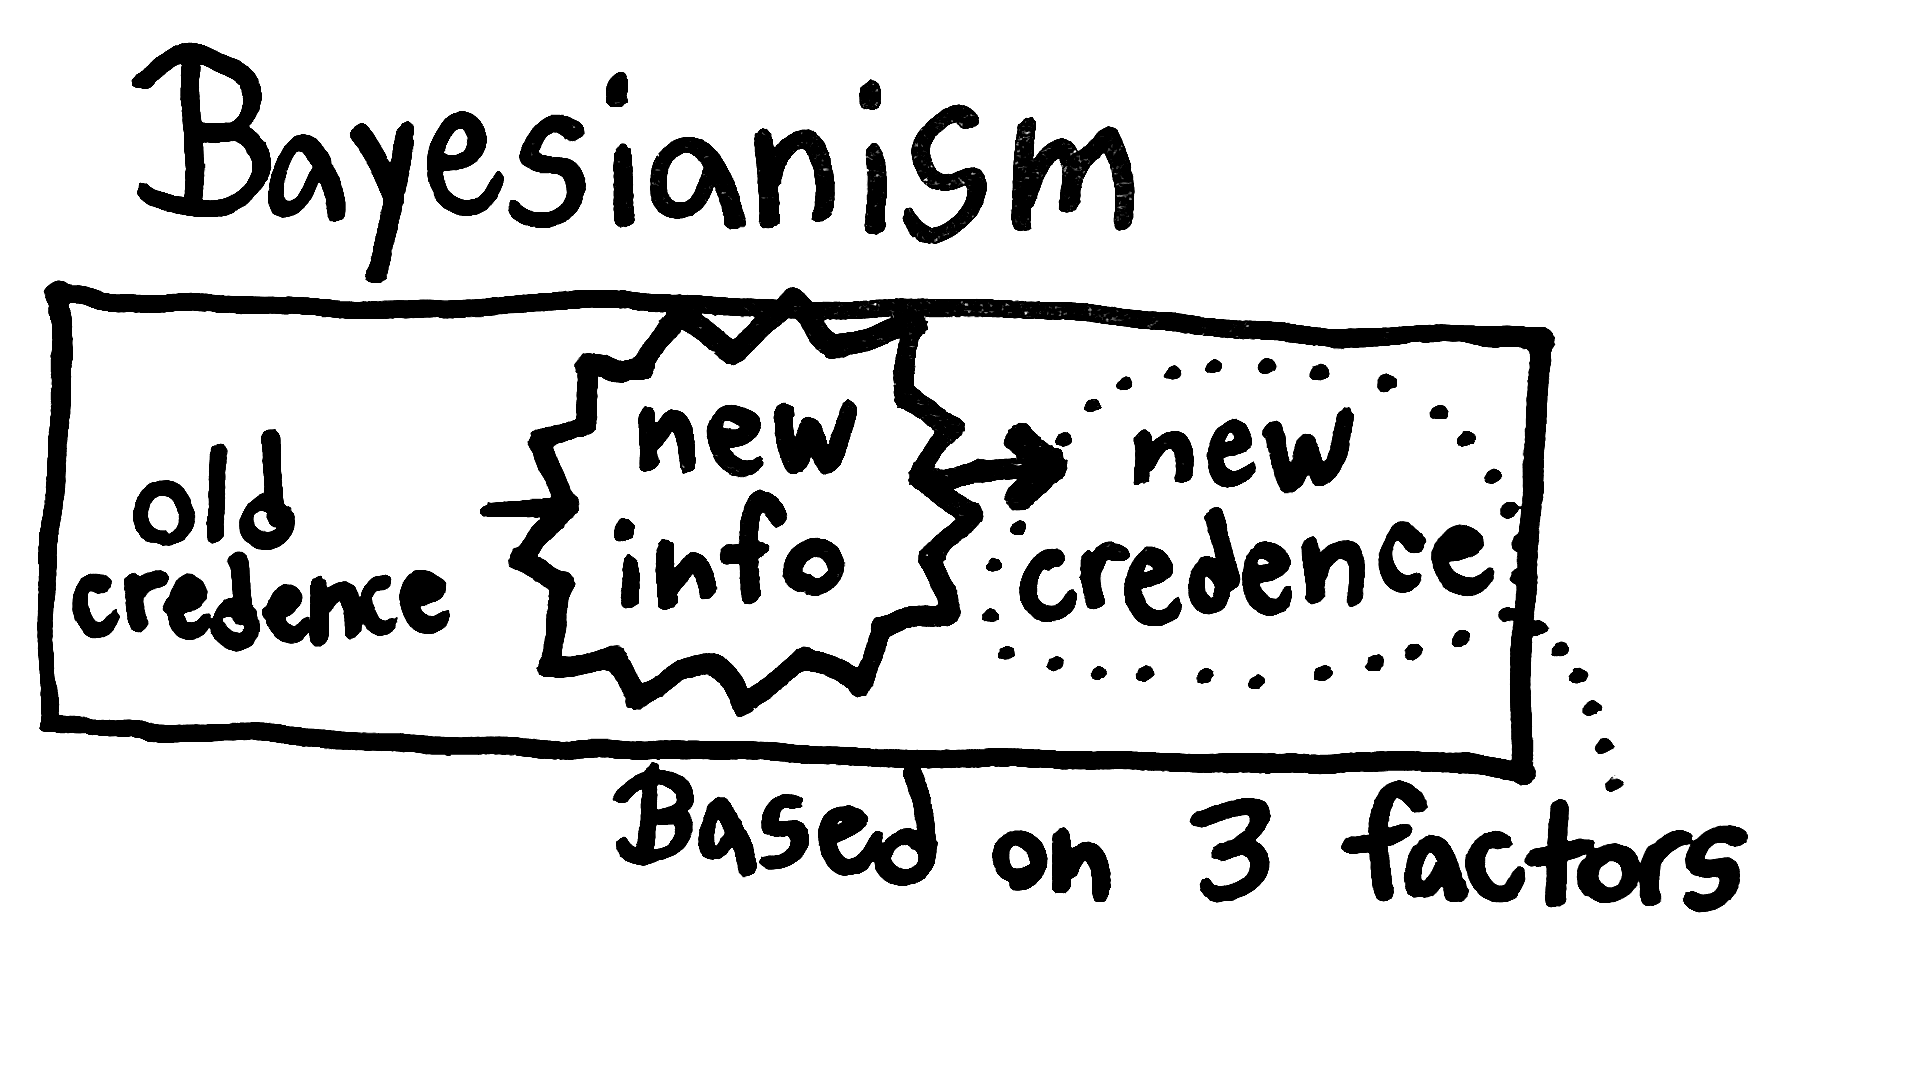 Bayesianism
old
credence
new
info
new
credence
Based on 3 factors